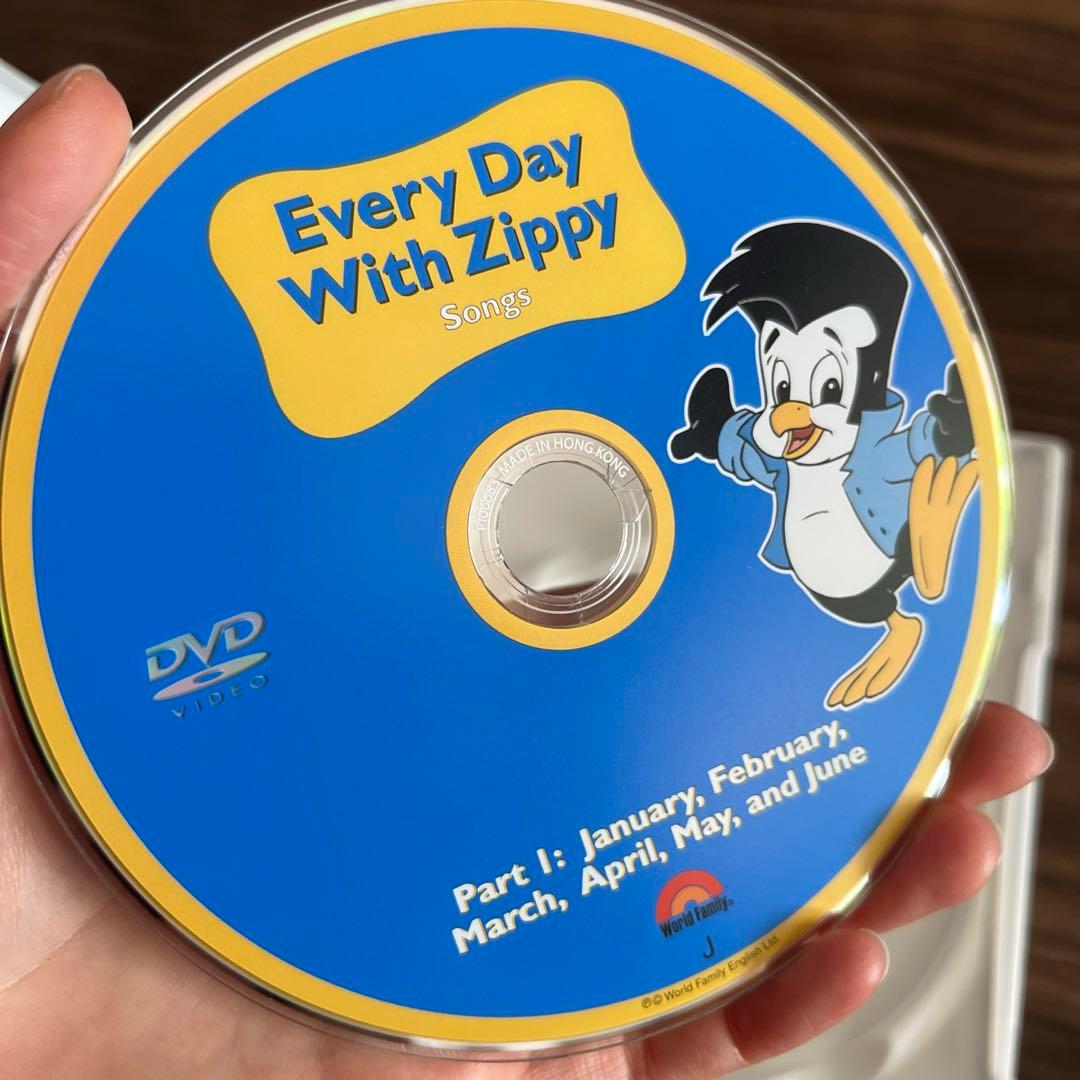 Every Day
With Zippy
Songs
MADE IN HONG KONG
DVD
VIDEO
Part 1: January, February,
March, April, May, and June
World Family®
J
℗© World Family English Ltd.